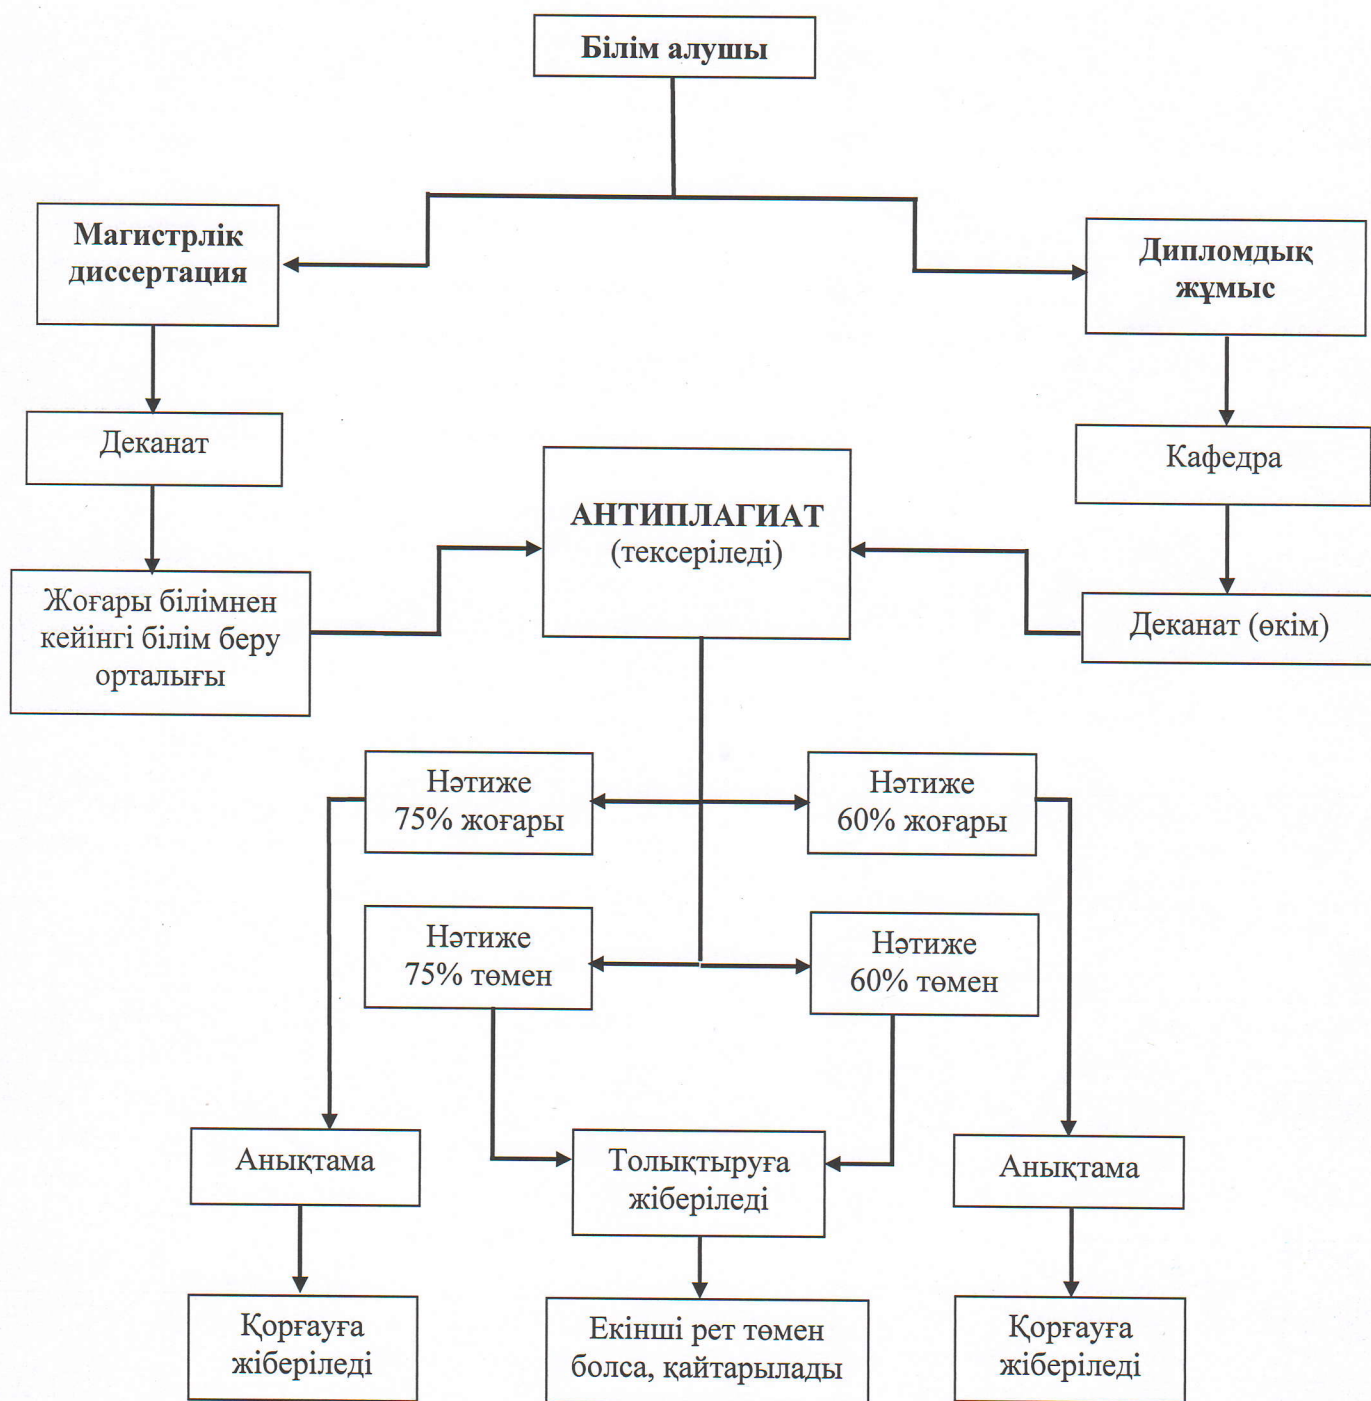 Білім алушы
Магистрлік
диссертация
Дипломдық
жұмыс
Деканат
Кафедра
АНТИПЛАГИАТ
(тексеріледі)
Жоғары білімнен
кейінгі білім беру
орталығы
Деканат (өкім)
Нәтиже
75% жоғары
Нәтиже
60% жоғары
Нәтиже
75% төмен
Нәтиже
60% төмен
Анықтама
Толықтыруға
жіберіледі
Анықтама
Қорғауға
жіберіледі
Екінші рет төмен
болса, қайтарылады
Қорғауға
жіберіледі